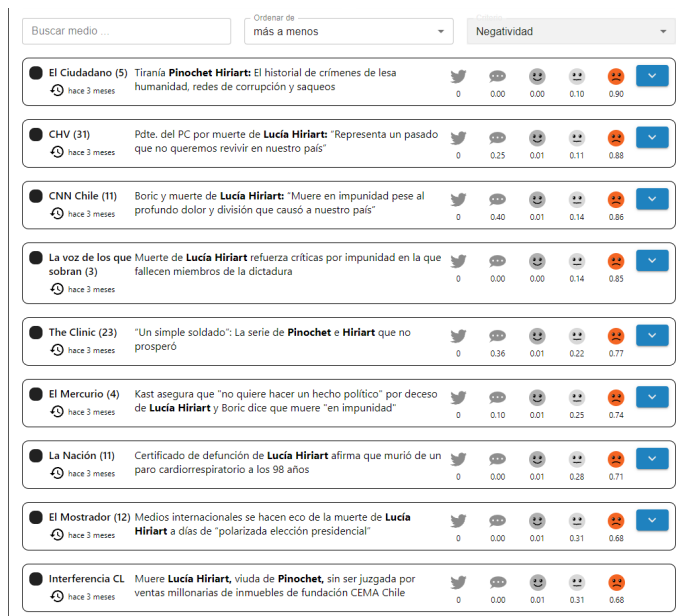 Buscar medio ...
Ordenar de
más a menos
Negatividad
El Ciudadano (5)
hace 3 meses
Tiranía Pinochet Hiriart: El historial de crímenes de lesa
humanidad, redes de corrupción y saqueos
0 0.00 0.00 0.10 0.90
CHV (31)
hace 3 meses
Pdte. del PC por muerte de Lucía Hiriart: "Representa un pasado
que no queremos revivir en nuestro país"
0 0.25 0.01 0.11 0.88
CNN Chile (11)
hace 3 meses
Boric y muerte de Lucía Hiriart: "Muere en impunidad pese al
profundo dolor y división que causó a nuestro país"
0 0.40 0.01 0.14 0.86
La voz de los que
sobran (3)
hace 3 meses
Muerte de Lucía Hiriart refuerza críticas por impunidad en la que
fallecen miembros de la dictadura
0 0.00 0.00 0.14 0.85
The Clinic (23)
hace 3 meses
"Un simple soldado": La serie de Pinochet e Hiriart que no
prosperó
0 0.36 0.01 0.22 0.77
El Mercurio (4)
hace 3 meses
Kast asegura que "no quiere hacer un hecho político" por deceso
de Lucía Hiriart y Boric dice que muere "en impunidad"
0 0.10 0.01 0.25 0.74
La Nación (11)
hace 3 meses
Certificado de defunción de Lucía Hiriart afirma que murió de un
paro cardiorrespiratorio a los 98 años
0 0.00 0.01 0.28 0.71
El Mostrador (12)
hace 3 meses
Medios internacionales se hacen eco de la muerte de Lucía
Hiriart a días de "polarizada elección presidencial"
0 0.00 0.01 0.31 0.68
Interferencia CL
hace 3 meses
Muere Lucía Hiriart, viuda de Pinochet, sin ser juzgada por
ventas millonarias de inmuebles de fundación CEMA Chile
0 0.00 0.01 0.31 0.68